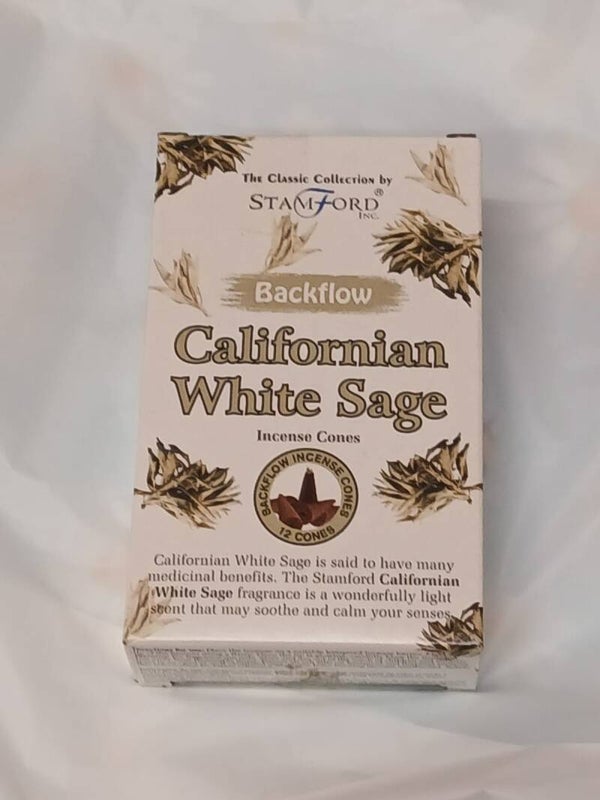 The Classic Collection by
STAMFORD®
INC.
Backflow
Californian
White Sage
Incense Cones
BACKFLOW INCENSE CONES
12 CONES
Californian White Sage is said to have many
medicinal benefits. The Stamford Californian
White Sage fragrance is a wonderfully light
scent that may soothe and calm your senses.